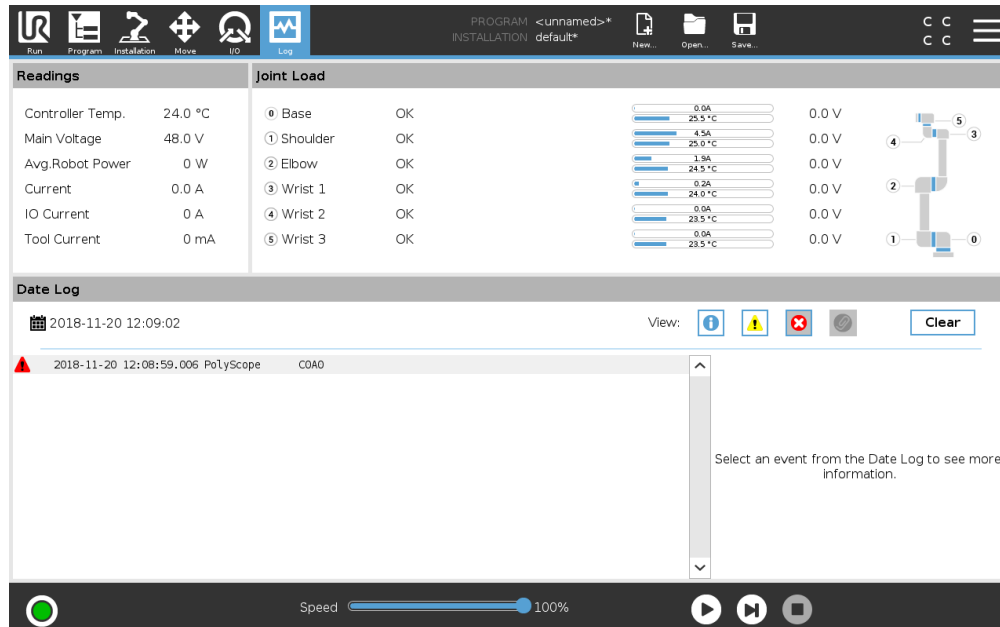 PROGRAM <unnamed>*
INSTALLATION default*
UR
Run Program Installation Move I/O Log New... Open... Save...
C C
C C
Readings
Controller Temp. 24.0 °C
Main Voltage 48.0 V
Avg.Robot Power 0 W
Current 0.0 A
IO Current 0 A
Tool Current 0 mA
Joint Load
0 Base OK 0.0A 25.5 °C 0.0 V
1 Shoulder OK 4.5A 25.0 °C 0.0 V
2 Elbow OK 1.9A 24.5 °C 0.0 V
3 Wrist 1 OK 0.2A 24.0 °C 0.0 V
4 Wrist 2 OK 0.0A 23.5 °C 0.0 V
5 Wrist 3 OK 0.0A 23.5 °C 0.0 V
5
4 3
2
1 0
Date Log
2018-11-20 12:09:02 View: Clear
2018-11-20 12:08:59.006 PolyScope C0A0
Select an event from the Date Log to see more
information.
Speed 100%